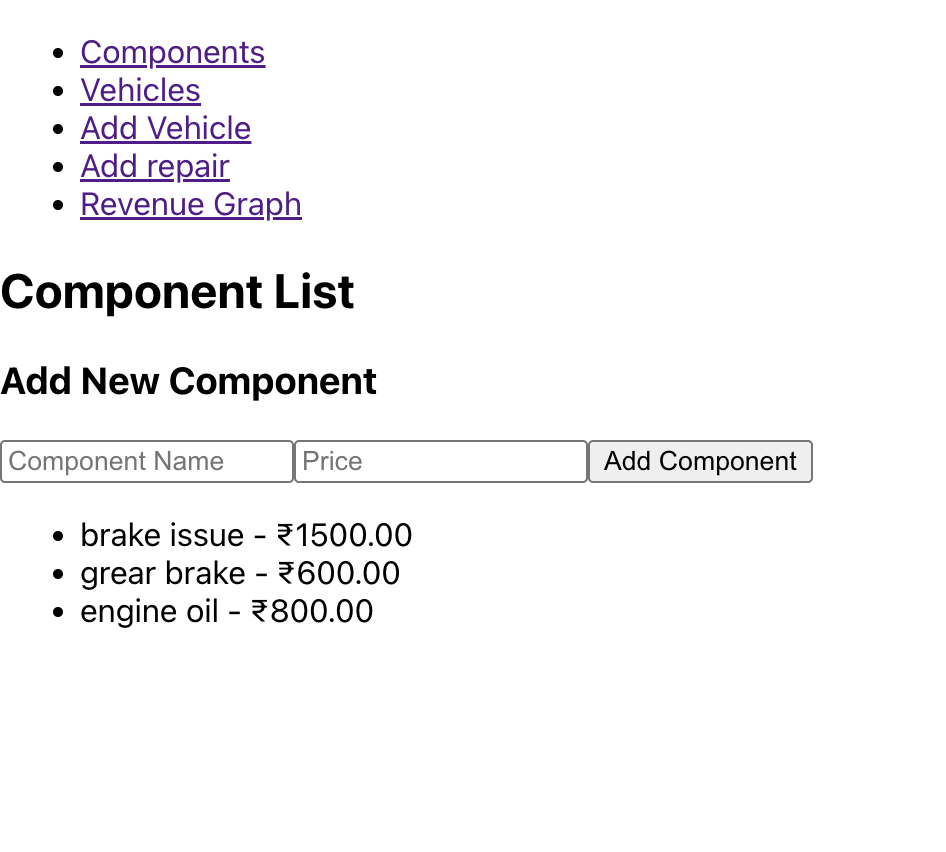 Components
Vehicles
Add Vehicle
Add repair
Revenue Graph
Component List
Add New Component
Component Name Price Add Component
brake issue - ₹1500.00
grear brake - ₹600.00
engine oil - ₹800.00